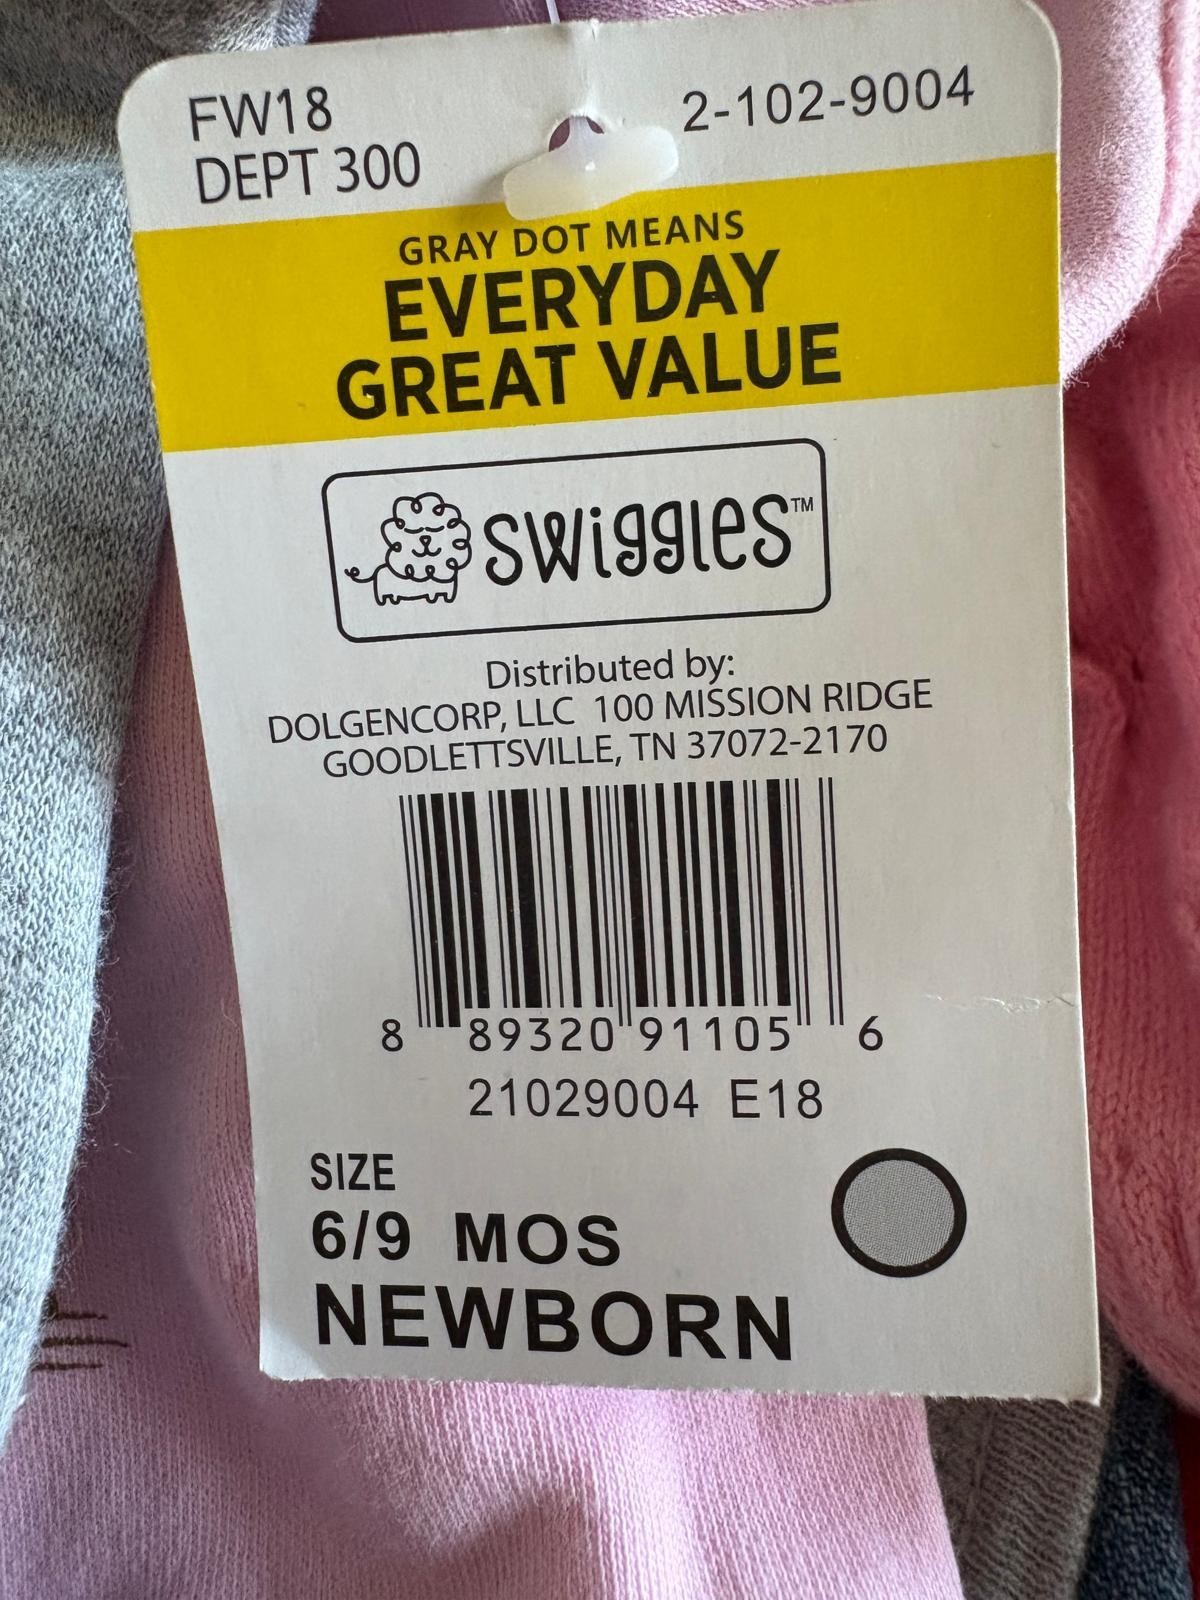 FW18
DEPT 300
2-102-9004
GRAY DOT MEANS
EVERYDAY
GREAT VALUE
swiggles™
Distributed by:
DOLGENCORP, LLC 100 MISSION RIDGE
GOODLETTSVILLE, TN 37072-2170
8 89320 91105 6
21029004 E18
SIZE
6/9 MOS
NEWBORN